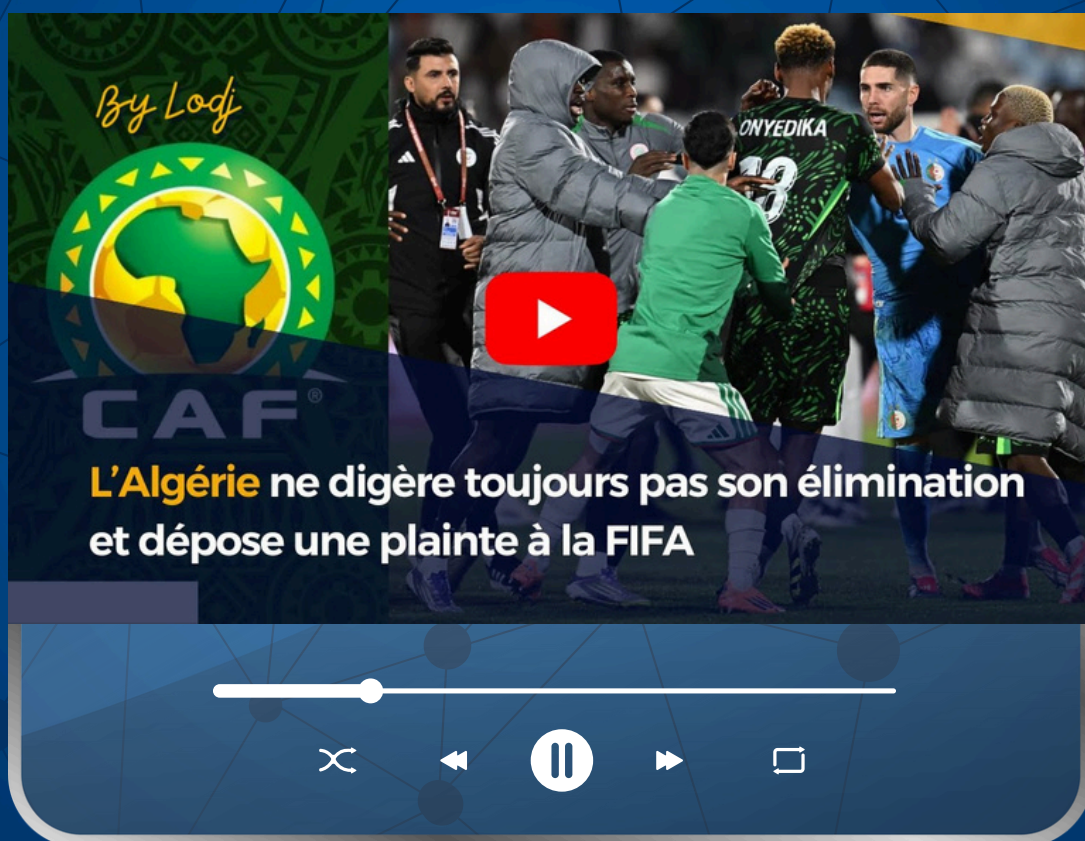 By Lodj
ONYEDIKA
18
CAF®
L'Algérie ne digère toujours pas son élimination
et dépose une plainte à la FIFA